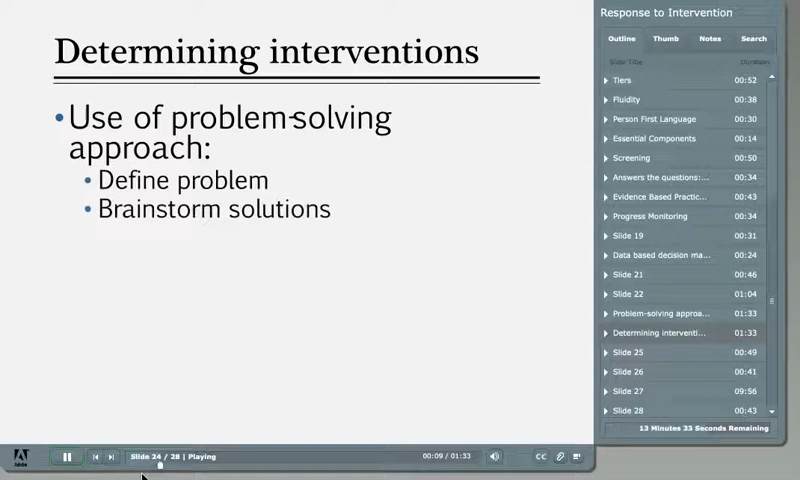 Determining interventions
•Use of problem-solving
approach:
• Define problem
• Brainstorm solutions
Response to Intervention
Outline Thumb Notes Search
Slide Title Duration
Tiers 00:52
Fluidity 00:38
Person First Language 00:30
Essential Components 00:34
Screening 00:50
Answers the questions:... 00:34
Evidence Based Practic... 00:43
Progress Monitoring 00:34
Slide 19 00:31
Data based decision ma... 00:24
Slide 21 00:46
Slide 22 01:04
Problem-solving approa... 01:33
Determining interventi... 01:33
Slide 25 00:49
Slide 26 00:41
Slide 27 09:56
Slide 28 00:43
13 Minutes 33 Seconds Remaining
Adobe
Slide 24 / 28 | Playing 00:09 / 01:33 CC